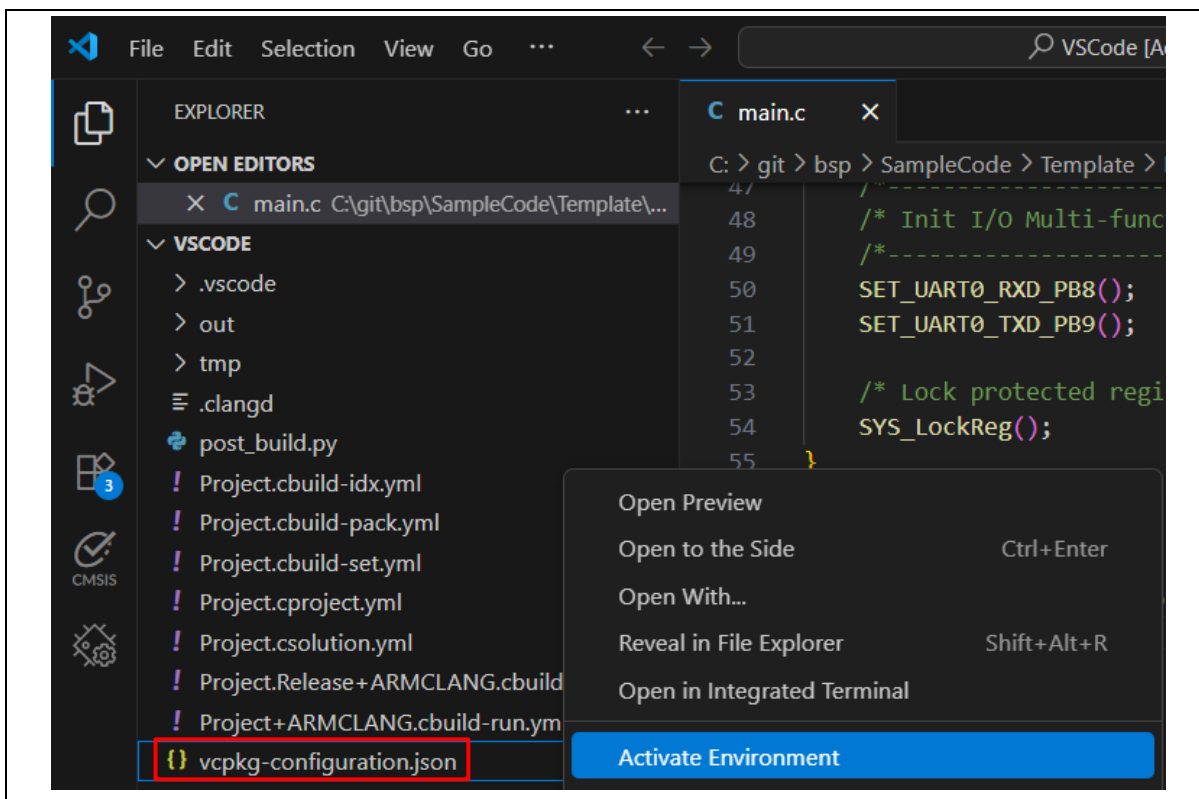 File Edit Selection View Go ··· ← → VSCode [A
EXPLORER ···
OPEN EDITORS
C main.c C:\git\bsp\SampleCode\Template\...
VSCODE
.vscode
out
tmp
.clangd
post_build.py
! Project.cbuild-idx.yml
! Project.cbuild-pack.yml
! Project.cbuild-set.yml
! Project.cproject.yml
! Project.csolution.yml
! Project.Release+ARMCLANG.cbuild
! Project+ARMCLANG.cbuild-run.ym
{} vcpkg-configuration.json
3
CMSIS
C main.c
C: > git > bsp > SampleCode > Template >
47 /*---------------------
48 /* Init I/O Multi-func
49 /*---------------------
50 SET_UART0_RXD_PB8();
51 SET_UART0_TXD_PB9();
52
53 /* Lock protected regi
54 SYS_LockReg();
55 }
Open Preview
Open to the Side Ctrl+Enter
Open With...
Reveal in File Explorer Shift+Alt+R
Open in Integrated Terminal
Activate Environment